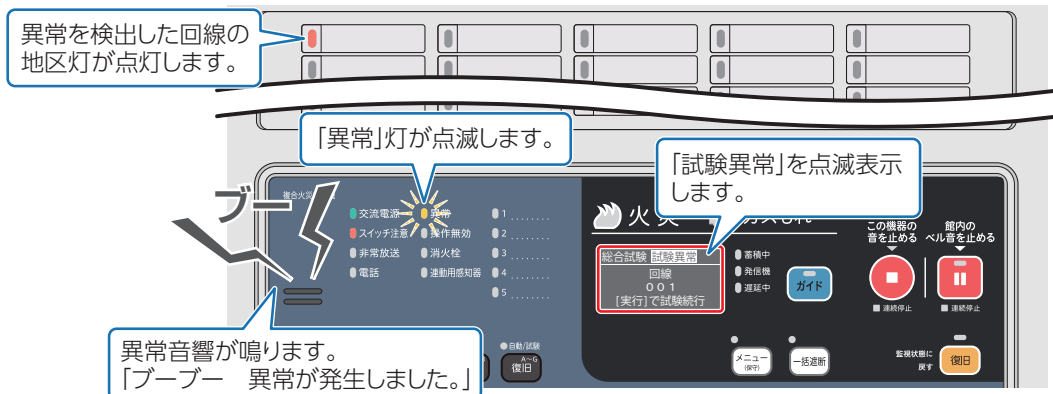 異常を検出した回線の
地区灯が点灯します。
「異常」灯が点滅します。
「試験異常」を点滅表示
します。
ブー
複合火災
交流電源
異常
1 ........
スイッチ注意
操作無効
2 ........
非常放送
消火栓
3 ........
電話
連動用感知器
4 ........
5 ........
火災
総合試験 試験異常
回線
001
[実行]で試験続行
蓄積中
発信機
遅延中
ガイド
この機器の
音を止める
館内の
ベル音を止める
連続停止
連続停止
異常音響が鳴ります。
「ブーブー　異常が発生しました。」
自動/試験
A~G
復旧
メニュー
(保守)
一括遮断
監視状態に
戻す
復旧